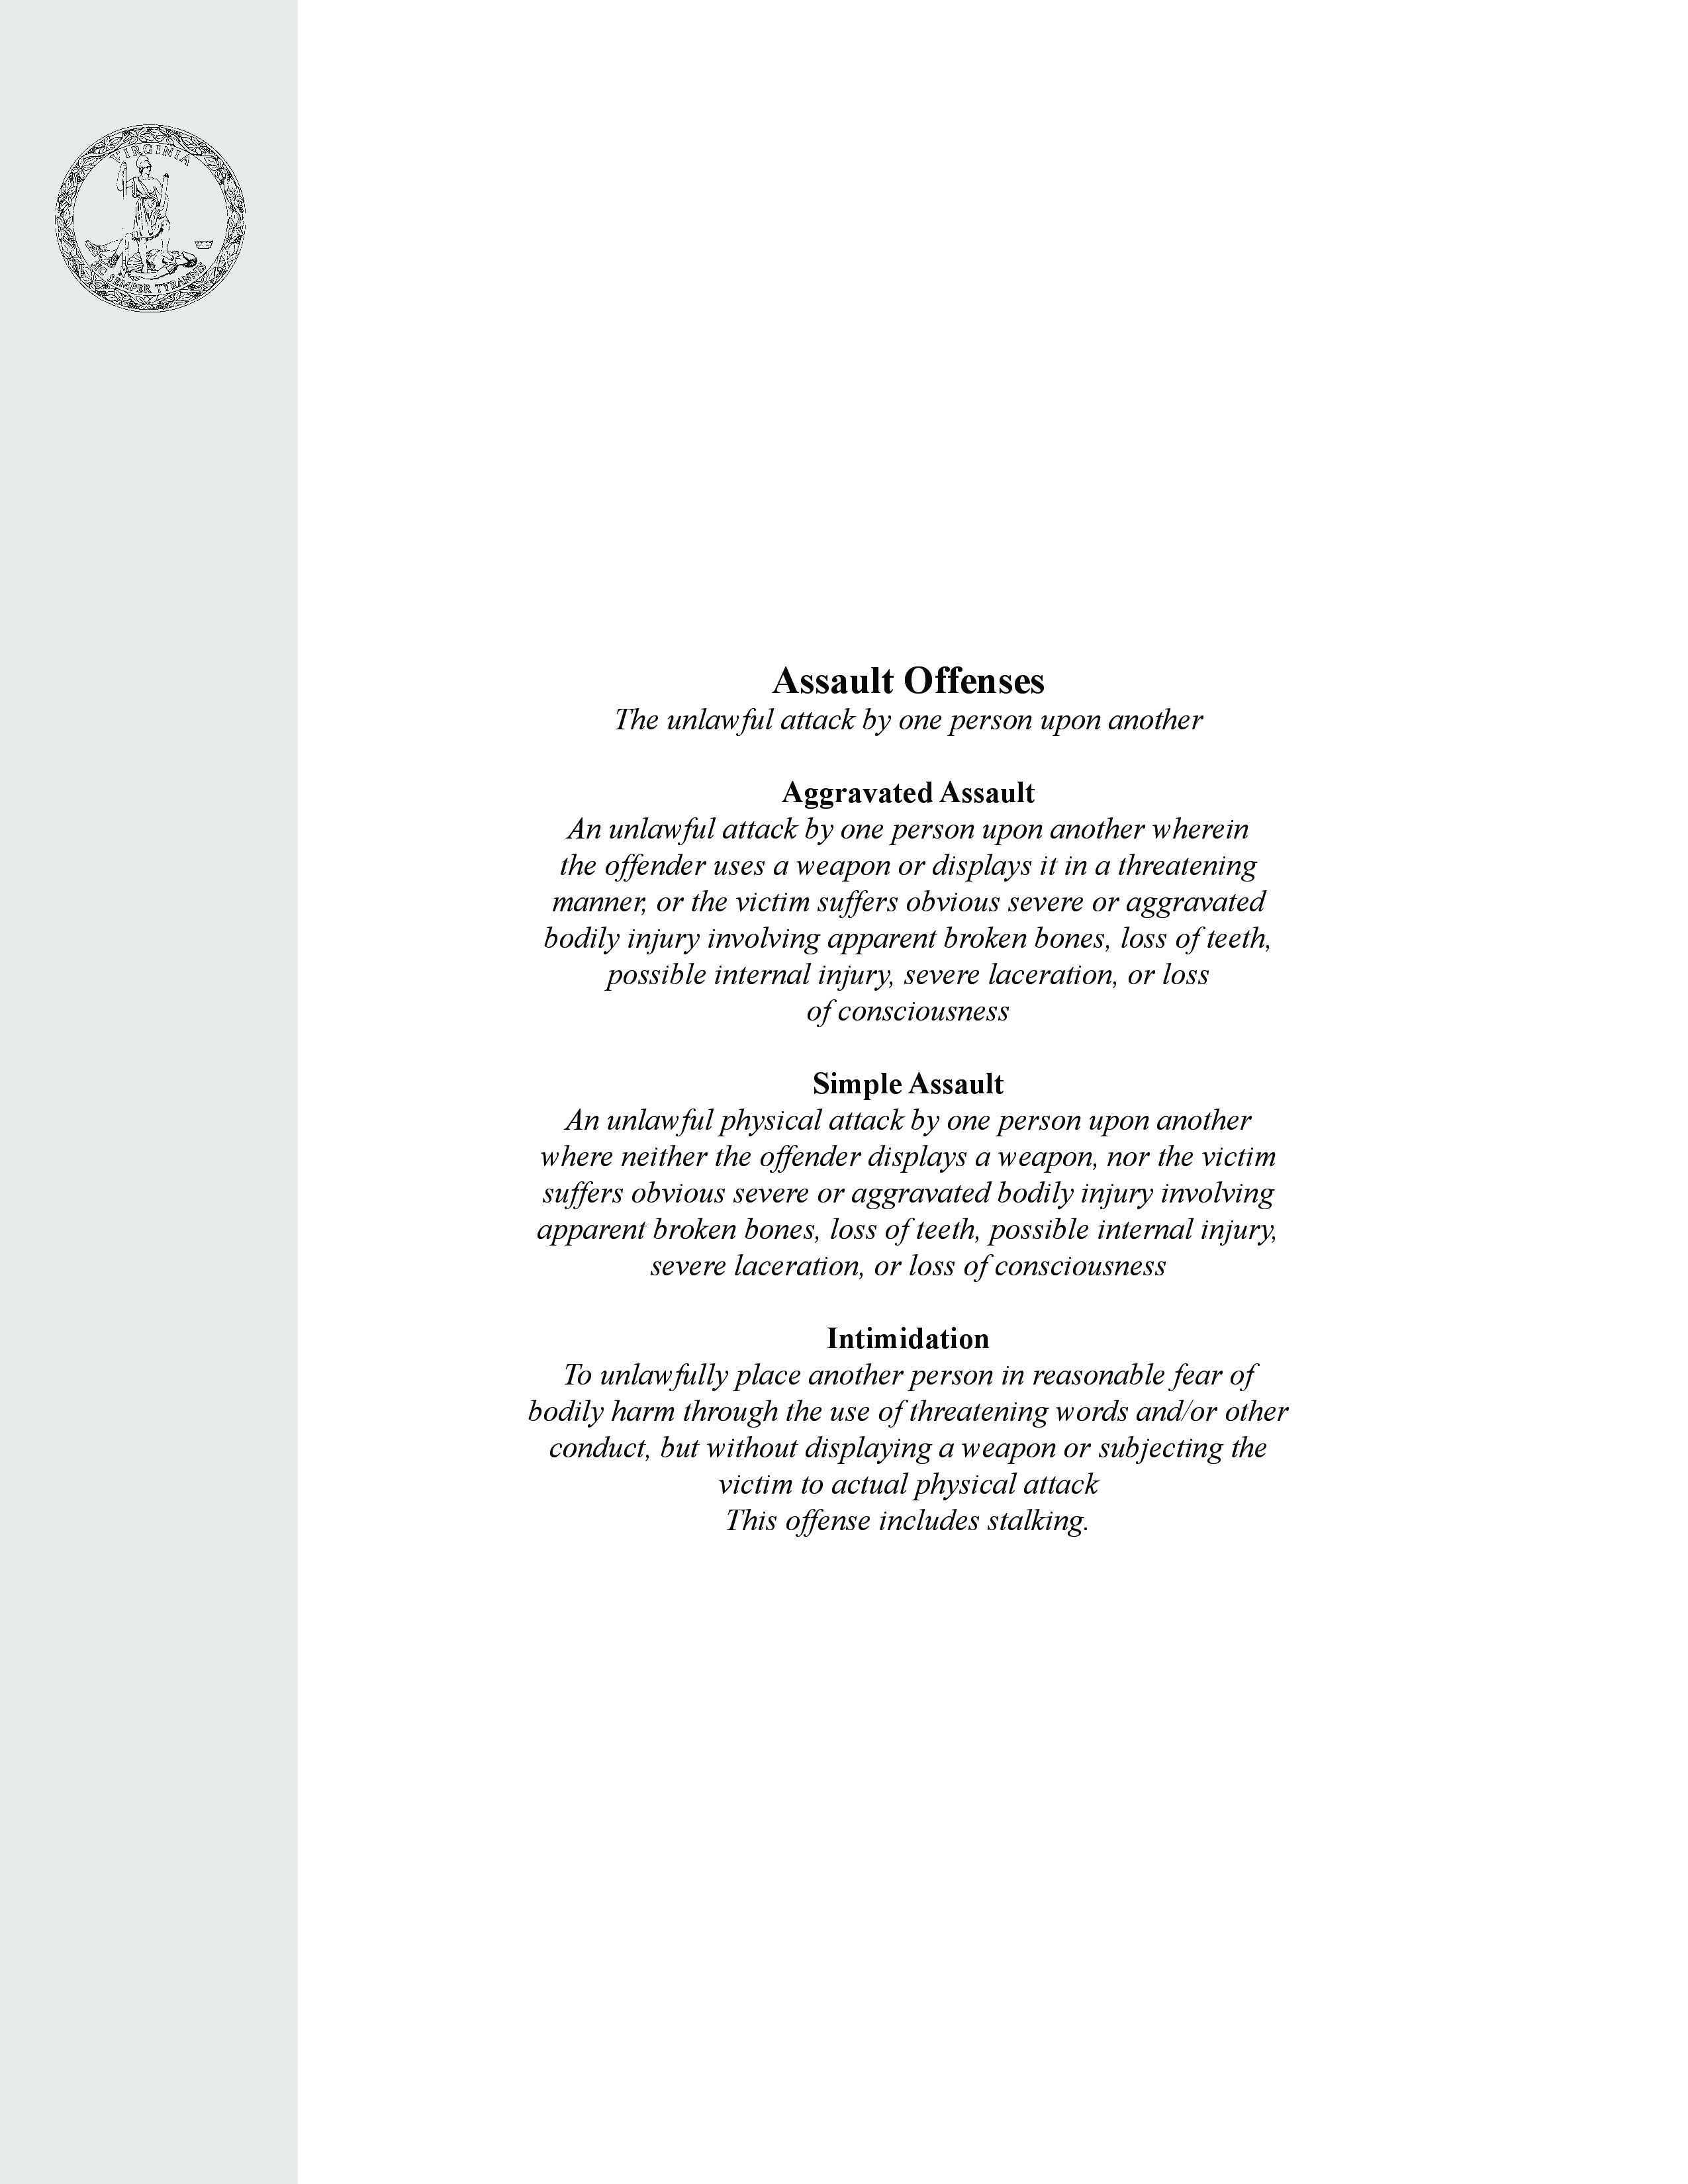 VIRGINIA
SIC SEMPER TYRANNIS
Assault Offenses
The unlawful attack by one person upon another
Aggravated Assault
An unlawful attack by one person upon another wherein
the offender uses a weapon or displays it in a threatening
manner, or the victim suffers obvious severe or aggravated
bodily injury involving apparent broken bones, loss of teeth,
possible internal injury, severe laceration, or loss
of consciousness
Simple Assault
An unlawful physical attack by one person upon another
where neither the offender displays a weapon, nor the victim
suffers obvious severe or aggravated bodily injury involving
apparent broken bones, loss of teeth, possible internal injury,
severe laceration, or loss of consciousness
Intimidation
To unlawfully place another person in reasonable fear of
bodily harm through the use of threatening words and/or other
conduct, but without displaying a weapon or subjecting the
victim to actual physical attack
This offense includes stalking.